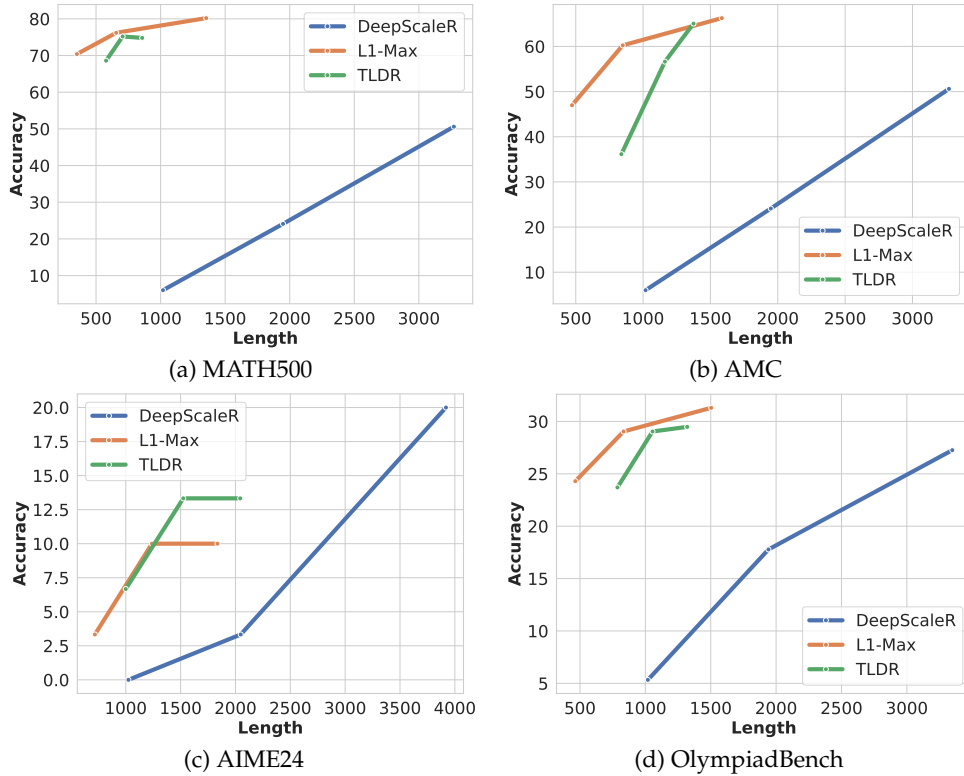 80
70
60
50
40
30
20
10
Accuracy
DeepScaleR
L1-Max
TLDR
500 1000 1500 2000 2500 3000
Length
(a) MATH500
60
50
40
30
20
10
Accuracy
DeepScaleR
L1-Max
TLDR
500 1000 1500 2000 2500 3000
Length
(b) AMC
20.0
17.5
15.0
12.5
10.0
7.5
5.0
2.5
0.0
Accuracy
DeepScaleR
L1-Max
TLDR
1000 1500 2000 2500 3000 3500 4000
Length
(c) AIME24
30
25
20
15
10
5
Accuracy
DeepScaleR
L1-Max
TLDR
500 1000 1500 2000 2500 3000
Length
(d) OlympiadBench